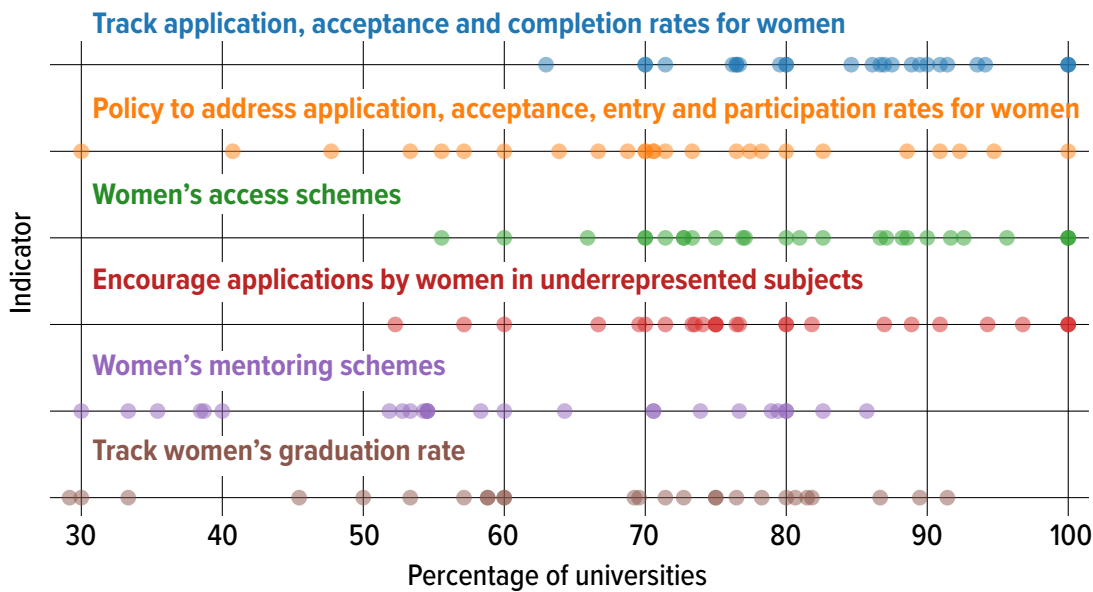 Track application, acceptance and completion rates for women
Policy to address application, acceptance, entry and participation rates for women
Women’s access schemes
Encourage applications by women in underrepresented subjects
Women’s mentoring schemes
Track women’s graduation rate
Indicator
30 40 50 60 70 80 90 100
Percentage of universities